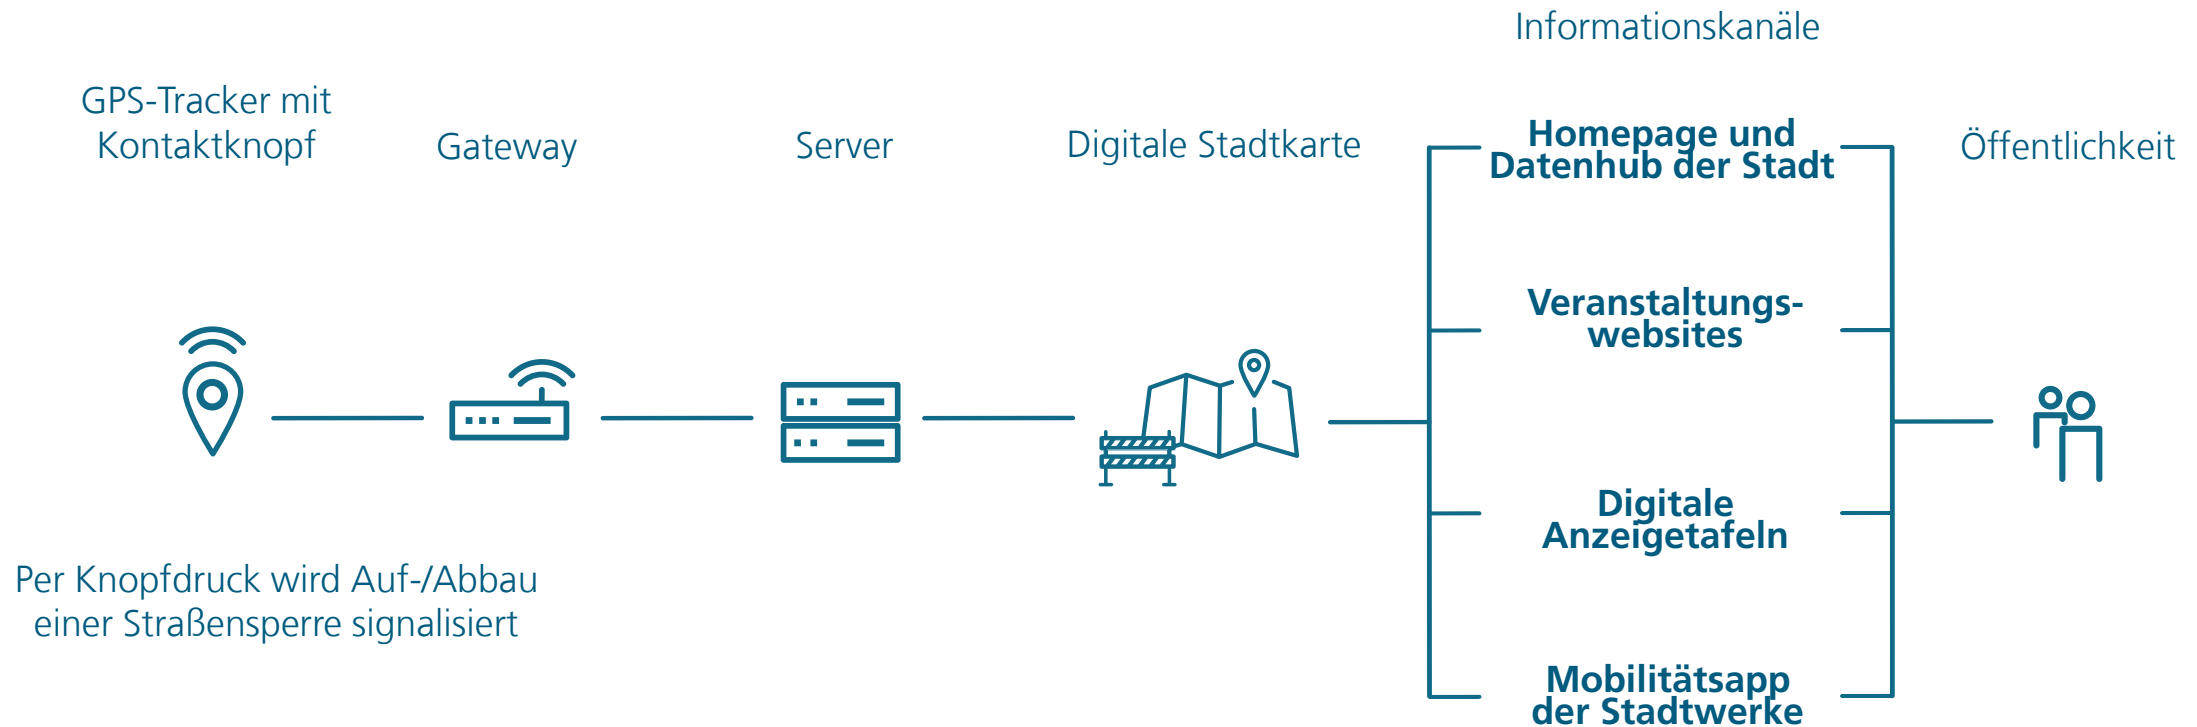 Informationskanäle
GPS-Tracker mit
Kontaktknopf
Gateway
Server
Digitale Stadtkarte
Homepage und
Datenhub der Stadt
Öffentlichkeit
Veranstaltungs-
websites
Digitale
Anzeigetafeln
Per Knopfdruck wird Auf-/Abbau
einer Straßensperre signalisiert
Mobilitätsapp
der Stadtwerke